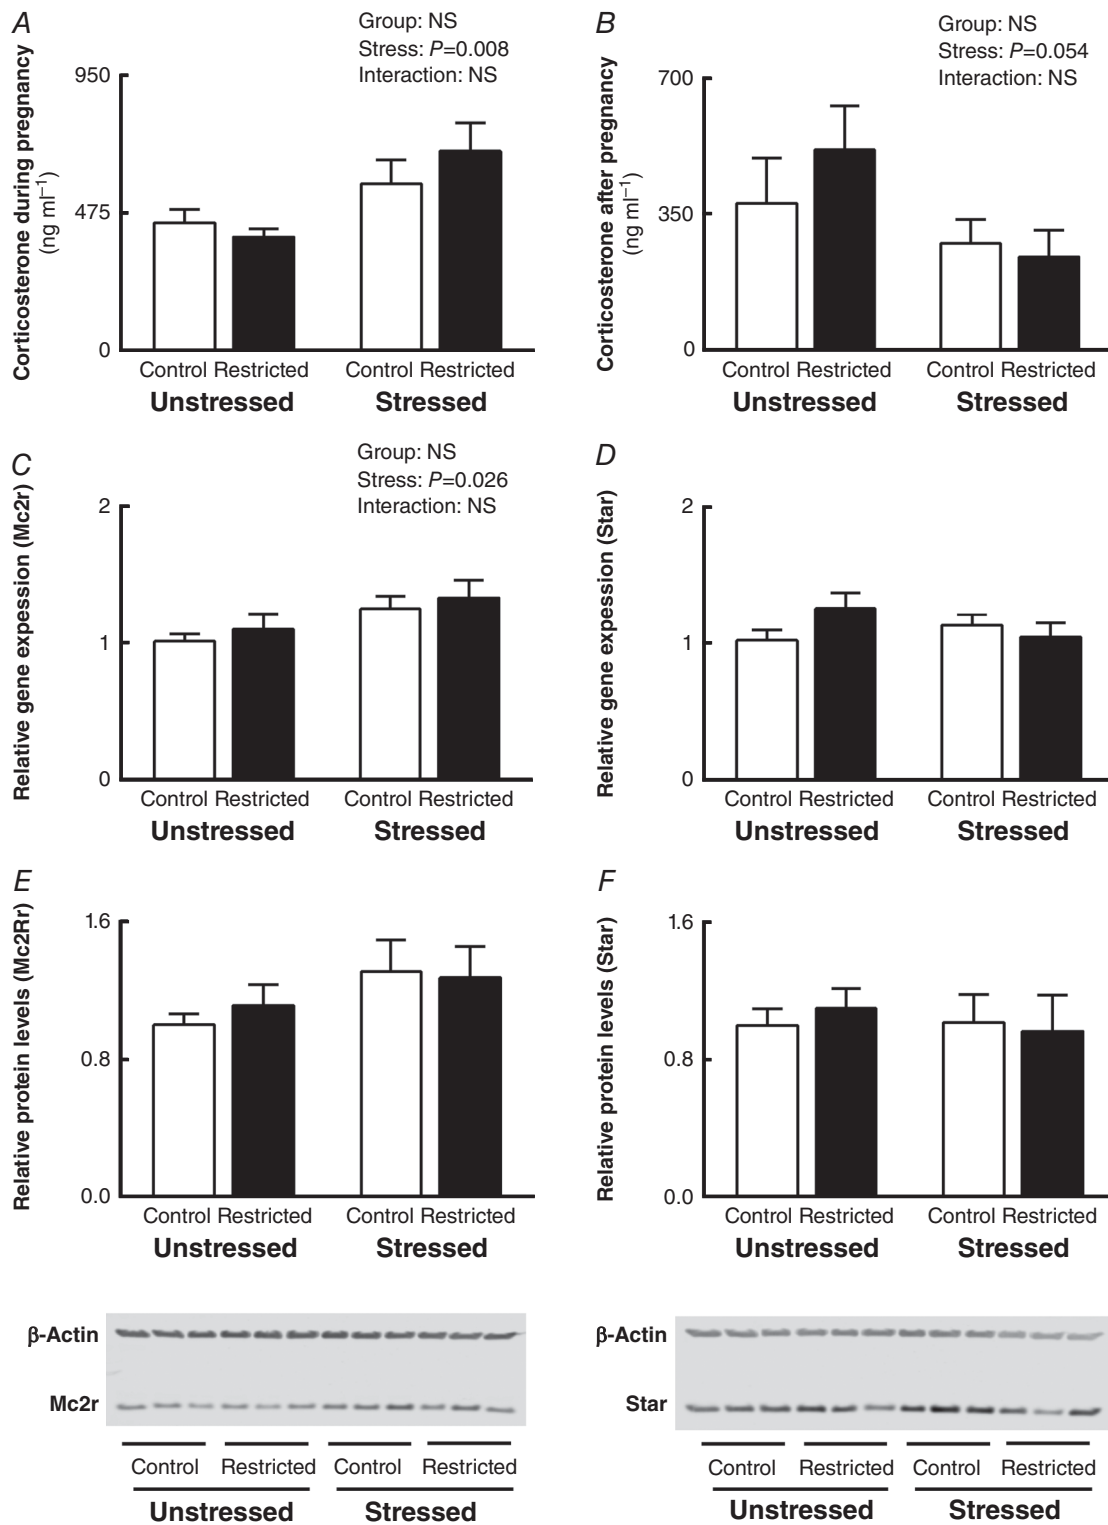 A
Group: NS
Stress: P=0.008
Interaction: NS
Corticosterone during pregnancy
(ng ml⁻¹)
950
475
0
Control Restricted Control Restricted
Unstressed Stressed
B
Group: NS
Stress: P=0.054
Interaction: NS
Corticosterone after pregnancy
(ng ml⁻¹)
700
350
0
Control Restricted Control Restricted
Unstressed Stressed
C
Group: NS
Stress: P=0.026
Interaction: NS
Relative gene expession (Mc2r)
2
1
0
Control Restricted Control Restricted
Unstressed Stressed
D
Relative gene expession (Star)
2
1
0
Control Restricted Control Restricted
Unstressed Stressed
E
Relative protein levels (Mc2Rr)
1.6
0.8
0.0
Control Restricted Control Restricted
Unstressed Stressed
F
Relative protein levels (Star)
1.6
0.8
0.0
Control Restricted Control Restricted
Unstressed Stressed
β-Actin
Mc2r
Control Restricted Control Restricted
Unstressed Stressed
β-Actin
Star
Control Restricted Control Restricted
Unstressed Stressed